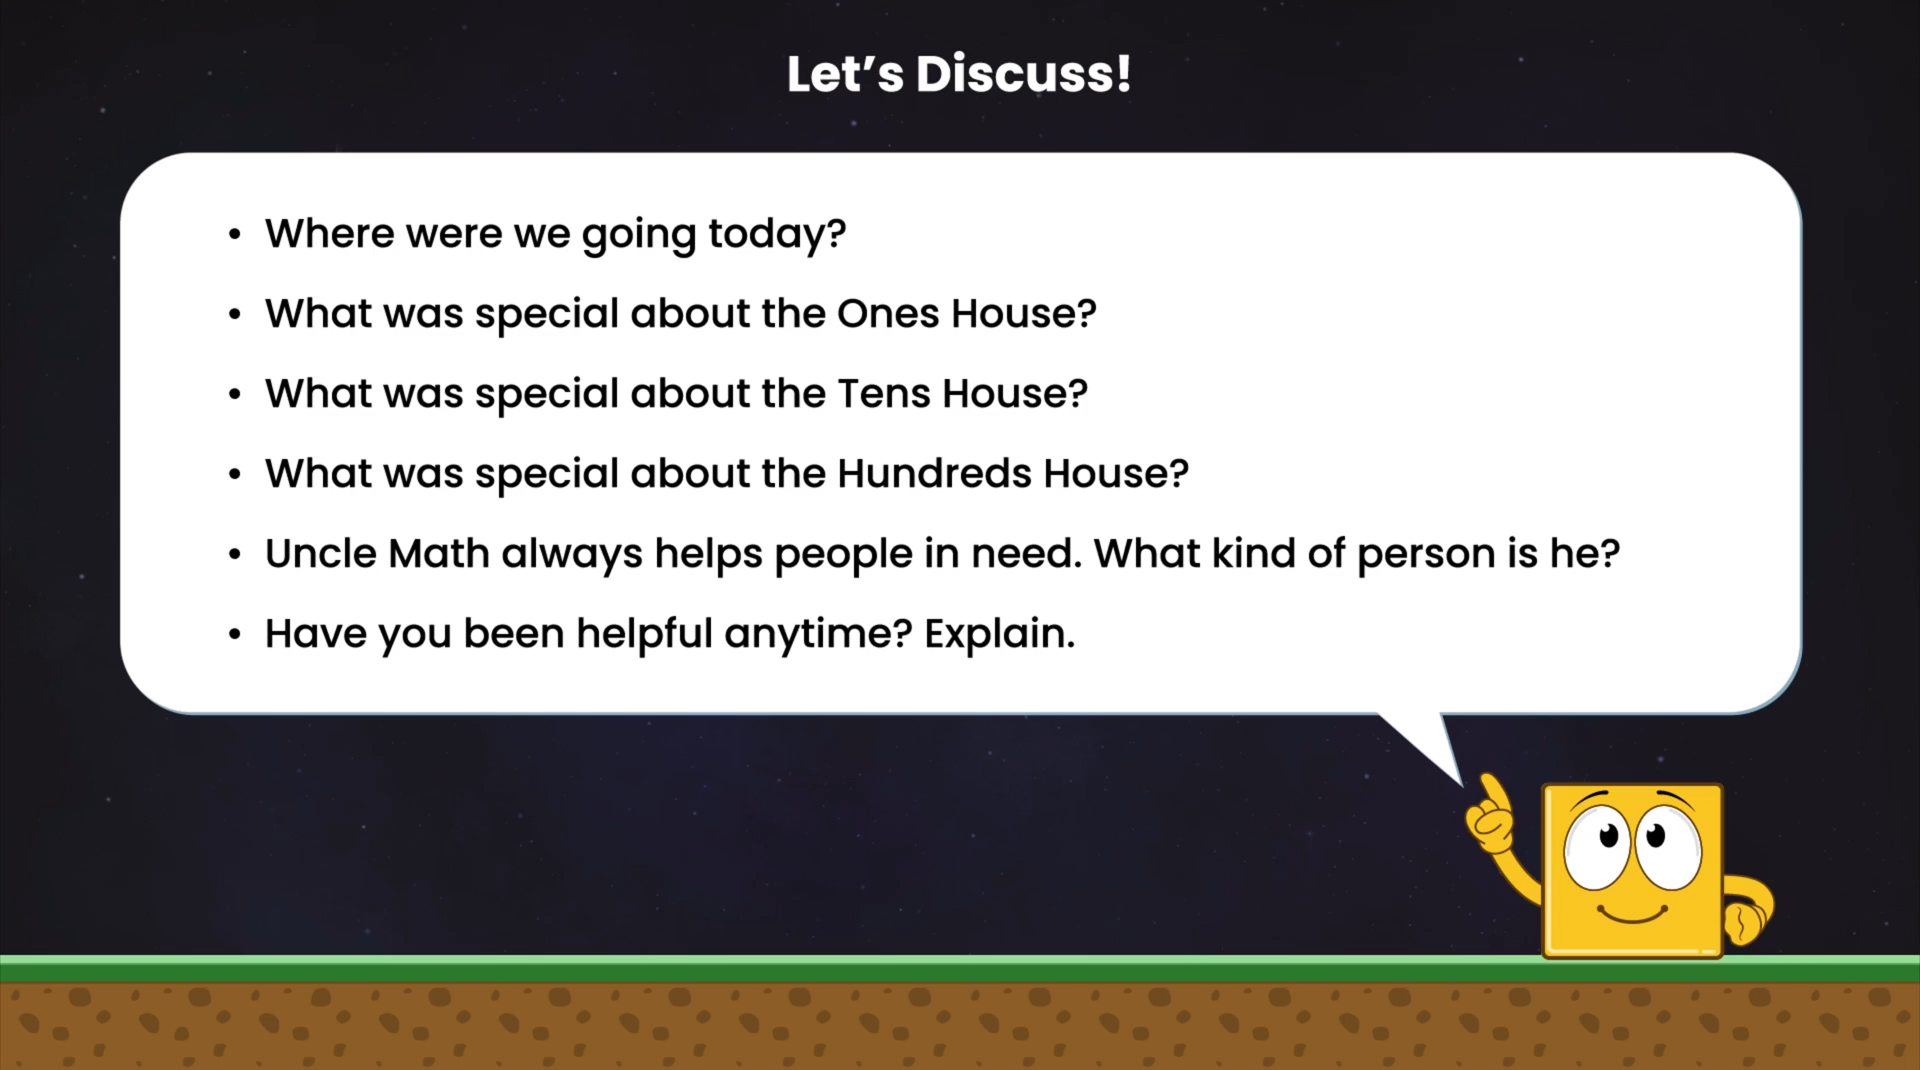 Let’s Discuss!
• Where were we going today?
• What was special about the Ones House?
• What was special about the Tens House?
• What was special about the Hundreds House?
• Uncle Math always helps people in need. What kind of person is he?
• Have you been helpful anytime? Explain.